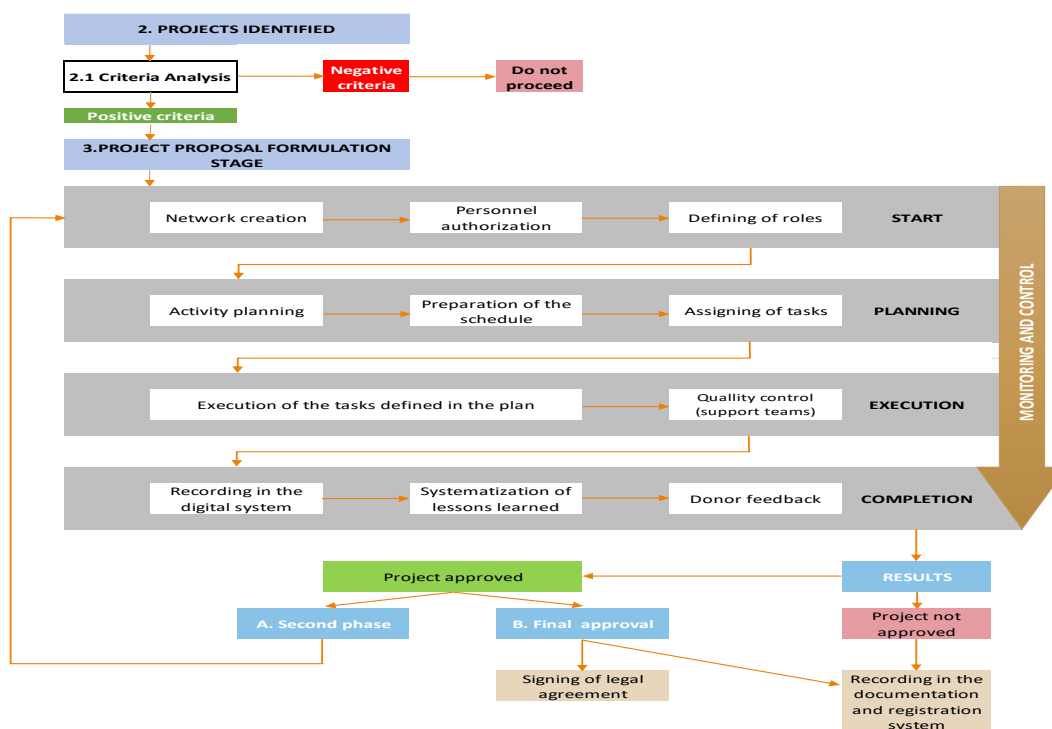 2. PROJECTS IDENTIFIED
2.1 Criteria Analysis
Negative
criteria
Do not
proceed
Positive criteria
3.PROJECT PROPOSAL FORMULATION
STAGE
Network creation
Personnel
authorization
Defining of roles
START
Activity planning
Preparation of the
schedule
Assigning of tasks
PLANNING
Execution of the tasks defined in the plan
Quallity control
(support teams)
EXECUTION
Recording in the
digital system
Systematization of
lessons learned
Donor feedback
COMPLETION
MONITORING AND CONTROL
Project approved
RESULTS
A. Second phase
B. Final approval
Project not
approved
Signing of legal
agreement
Recording in the
documentation
and registration
system